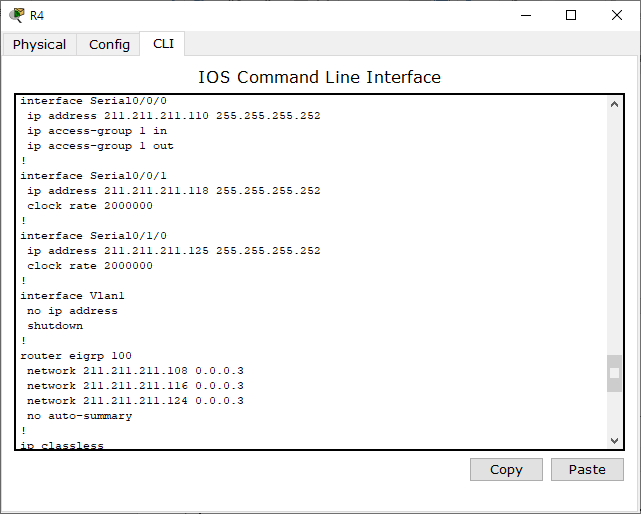 R4
Physical Config CLI
IOS Command Line Interface
interface Serial0/0/0
ip address 211.211.211.110 255.255.255.252
ip access-group 1 in
ip access-group 1 out
!
interface Serial0/0/1
ip address 211.211.211.118 255.255.255.252
clock rate 2000000
!
interface Serial0/1/0
ip address 211.211.211.125 255.255.255.252
clock rate 2000000
!
interface Vlan1
no ip address
shutdown
!
router eigrp 100
network 211.211.211.108 0.0.0.3
network 211.211.211.116 0.0.0.3
network 211.211.211.124 0.0.0.3
no auto-summary
!
ip classless
Copy Paste